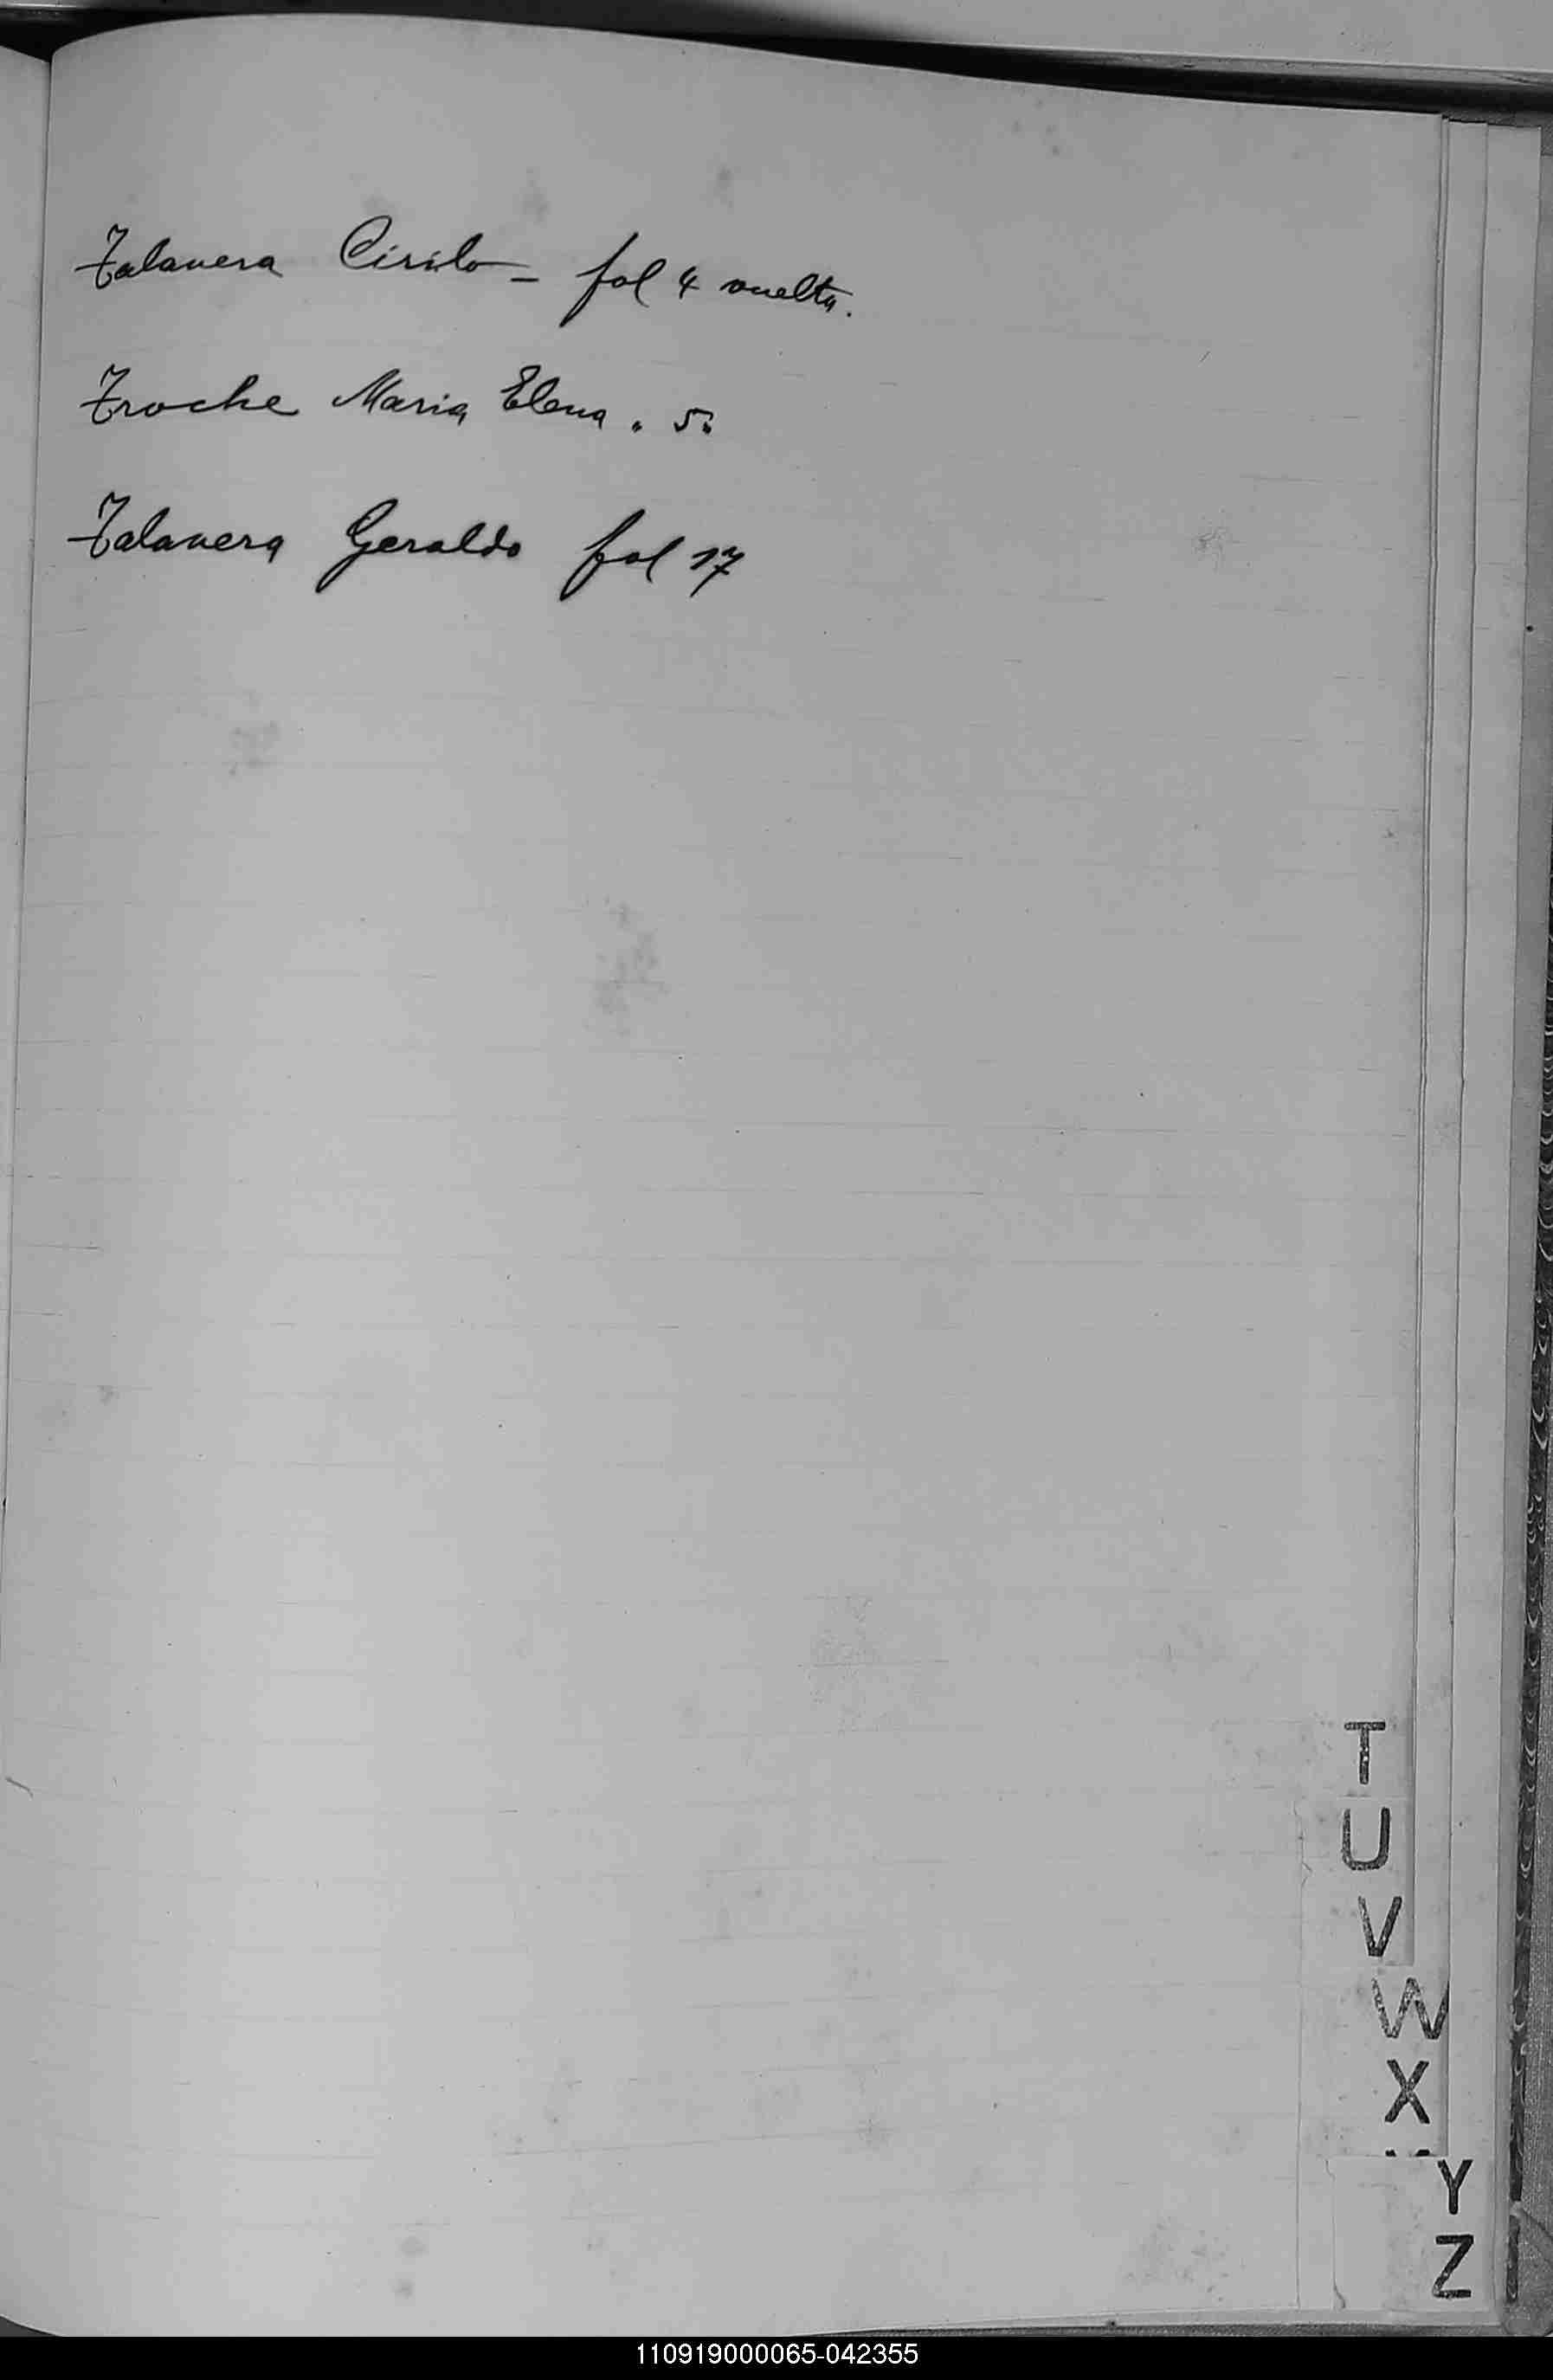 Talavera Cirilo - fol 4 vuelta.
Troche Maria Elena . 5.
Talavera Geraldo fol 17
T
U
V
W
X
Y
Z
110919000065-042355